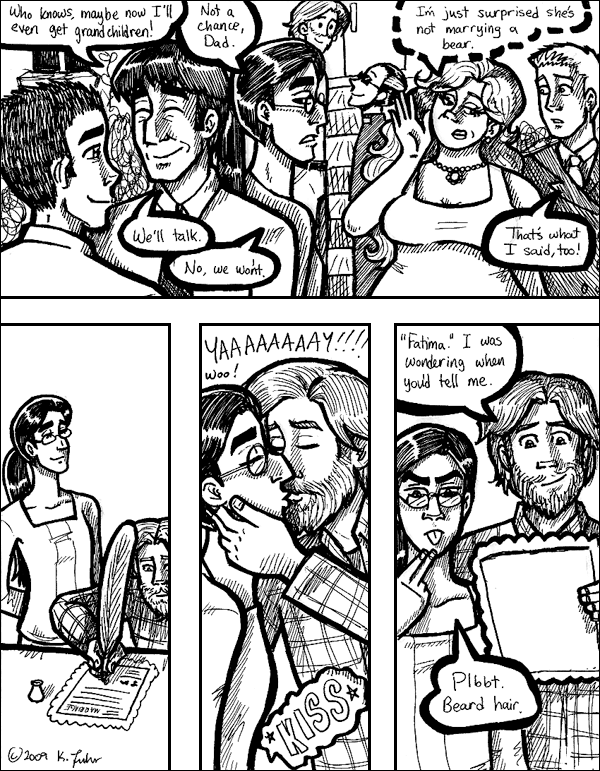 Who knows, maybe now I'll
even get grandchildren!
Not a
chance,
Dad.
I'm just surprised she's
not marrying a
bear.
We'll talk.
No, we won't.
That's what
I said, too!
MARRIAGE
©2009 K. Fuhr
YAAAAAAAAY!!!!
woo!
KISS
"Fatima." I was
wondering when
you'd tell me.
Plbbt.
Beard hair.